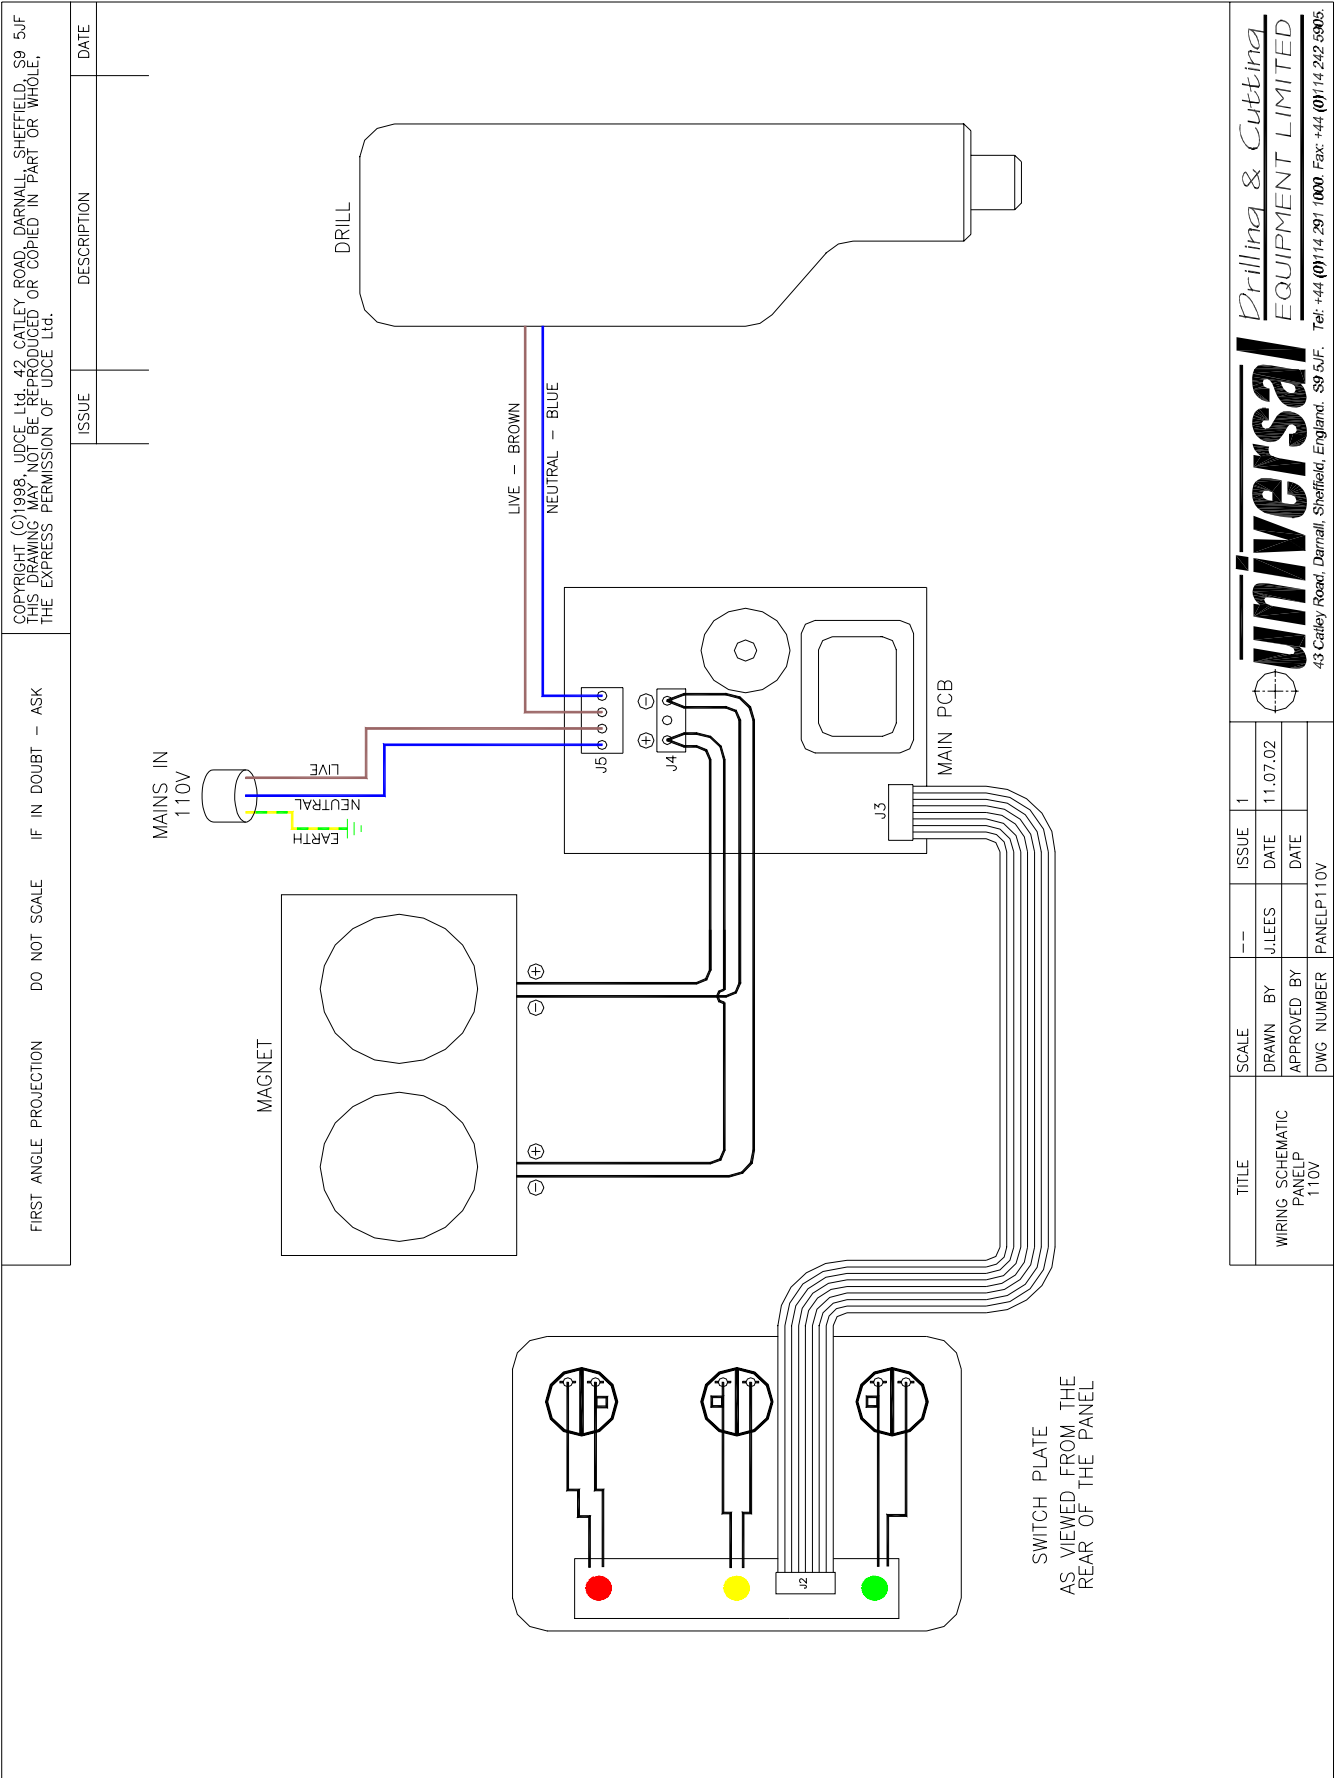 COPYRIGHT (C)1998, UDCE Ltd. 42 CATLEY ROAD, DARNALL, SHEFFIELD, S9 5JF
THIS DRAWING MAY NOT BE REPRODUCED OR COPIED IN PART OR WHOLE,
THE EXPRESS PERMISSION OF UDCE Ltd.
FIRST ANGLE PROJECTION
DO NOT SCALE
IF IN DOUBT - ASK
ISSUE
DESCRIPTION
DATE
MAINS IN
110V
LIVE
NEUTRAL
EARTH
MAGNET
DRILL
LIVE - BROWN
NEUTRAL - BLUE
J5
J4
+
-
+
-
+
-
MAIN PCB
J3
J2
SWITCH PLATE
AS VIEWED FROM THE
REAR OF THE PANEL
TITLE
WIRING SCHEMATIC
PANELP
110V
SCALE
--
ISSUE
1
DRAWN BY
J.LEES
DATE
11.07.02
APPROVED BY
DATE
DWG NUMBER
PANELP110V
universal
Drilling & Cutting
EQUIPMENT LIMITED
43 Catley Road, Darnall, Sheffield, England. S9 5JF. Tel: +44 (0)114 291 1000. Fax: +44 (0)114 242 5905.